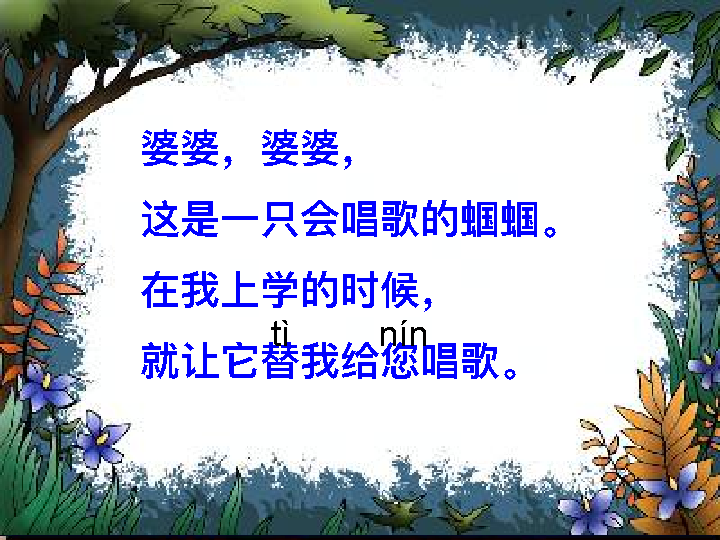 婆婆，婆婆，
这是一只会唱歌的蝈蝈。
在我上学的时候，
tì nín
就让它替我给您唱歌。